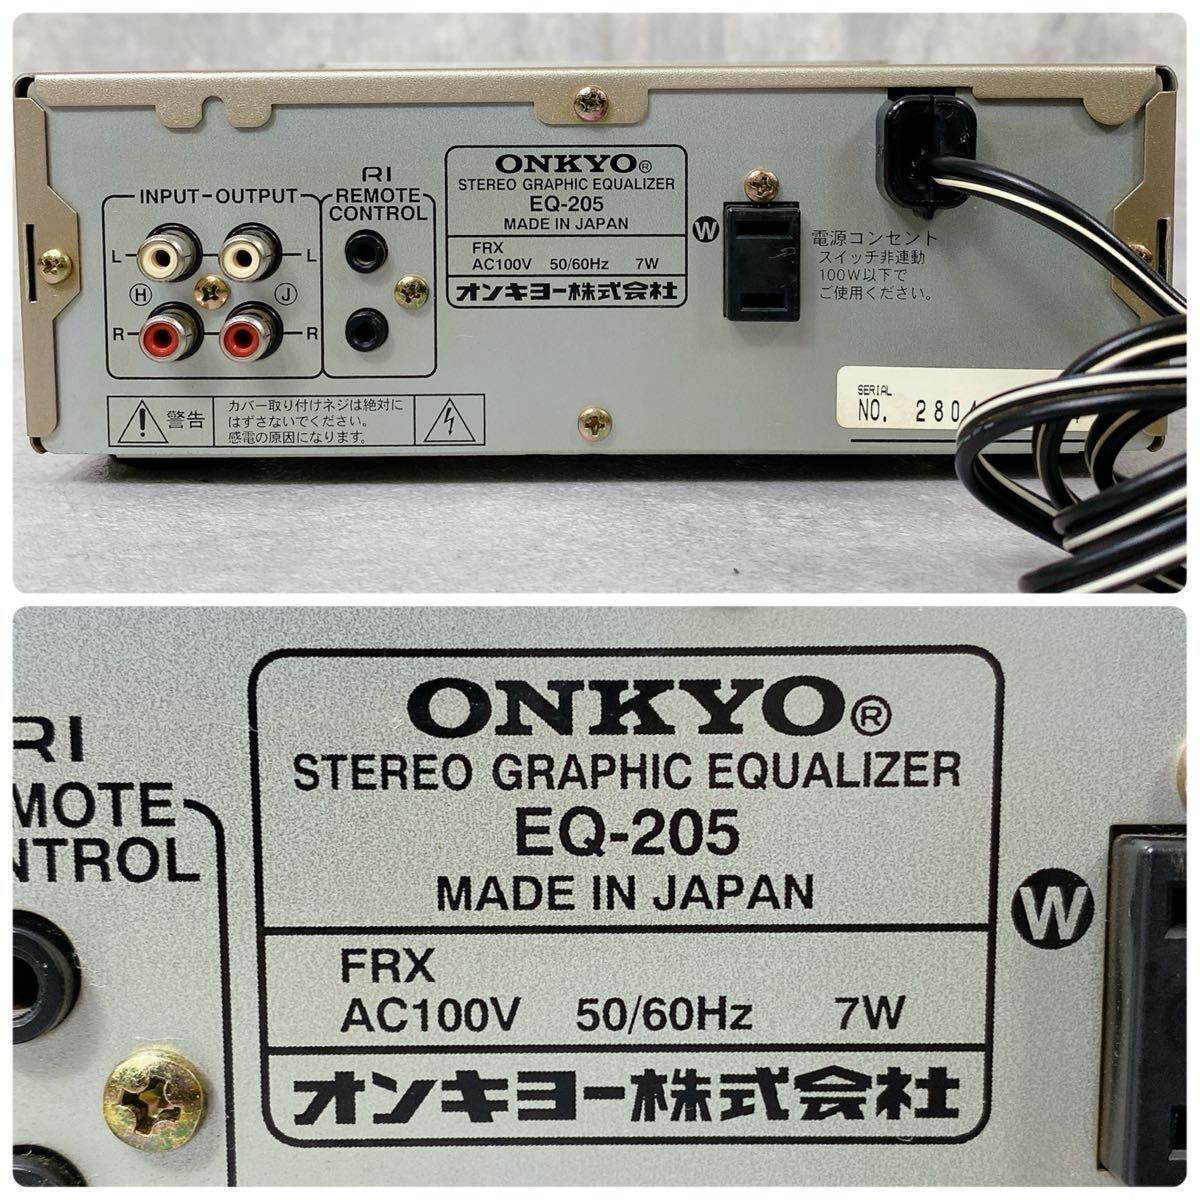 INPUT-OUTPUT
L
L
H
J
R
R
RI
REMOTE
CONTROL
ONKYO®
STEREO GRAPHIC EQUALIZER
EQ-205
MADE IN JAPAN
FRX
AC100V 50/60Hz 7W
オンキヨー株式会社
W
電源コンセント
スイッチ非連動
100W以下で
ご使用ください。
警告
カバー取り付けネジは絶対に
はずさないでください。
感電の原因になります。
SERIAL
NO. 280
RI
MOTE
NTROL
ONKYO®
STEREO GRAPHIC EQUALIZER
EQ-205
MADE IN JAPAN
FRX
AC100V 50/60Hz 7W
オンキヨー株式会社
W